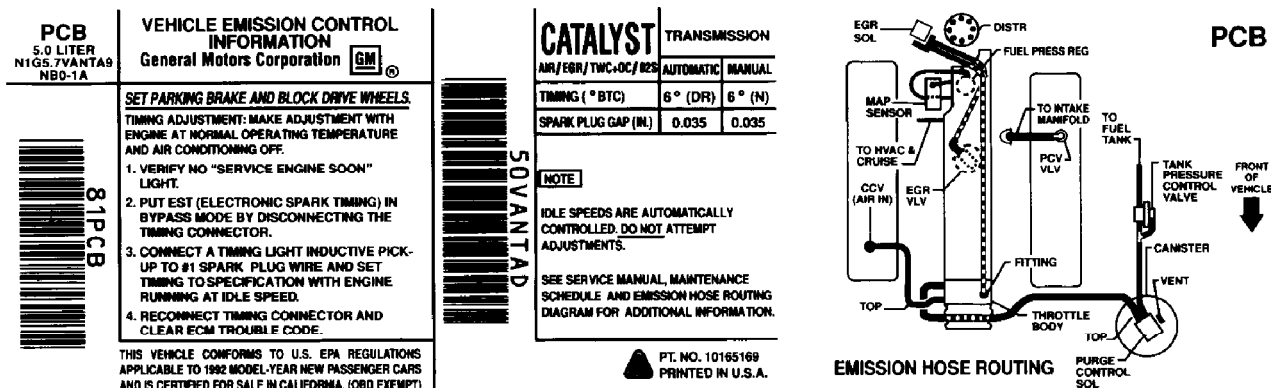 PCB
5.0 LITER
N1G5.7VANTA9
NB0-1A
81PCB
VEHICLE EMISSION CONTROL
INFORMATION
General Motors Corporation GM ®
SET PARKING BRAKE AND BLOCK DRIVE WHEELS.
TIMING ADJUSTMENT: MAKE ADJUSTMENT WITH
ENGINE AT NORMAL OPERATING TEMPERATURE
AND AIR CONDITIONING OFF.
1. VERIFY NO "SERVICE ENGINE SOON"
LIGHT.
2. PUT EST (ELECTRONIC SPARK TIMING) IN
BYPASS MODE BY DISCONNECTING THE
TIMING CONNECTOR.
3. CONNECT A TIMING LIGHT INDUCTIVE PICK-
UP TO #1 SPARK PLUG WIRE AND SET
TIMING TO SPECIFICATION WITH ENGINE
RUNNING AT IDLE SPEED.
4. RECONNECT TIMING CONNECTOR AND
CLEAR ECM TROUBLE CODE.
THIS VEHICLE CONFORMS TO U.S. EPA REGULATIONS
APPLICABLE TO 1992 MODEL-YEAR NEW PASSENGER CARS
AND IS CERTIFIED FOR SALE IN CALIFORNIA. (OBD EXEMPT)
50VANTAD
CATALYST TRANSMISSION
AIR/EGR/TWC+OC/O2S AUTOMATIC MANUAL
TIMING (°BTC) 6° (DR) 6° (N)
SPARK PLUG GAP (IN.) 0.035 0.035
NOTE
IDLE SPEEDS ARE AUTOMATICALLY
CONTROLLED. DO NOT ATTEMPT
ADJUSTMENTS.
SEE SERVICE MANUAL, MAINTENANCE
SCHEDULE AND EMISSION HOSE ROUTING
DIAGRAM FOR ADDITIONAL INFORMATION.
PT. NO. 10165169
PRINTED IN U.S.A.
EGR
SOL
DISTR
PCB
FUEL PRESS REG
MAP
SENSOR
TO INTAKE
MANIFOLD
TO
FUEL
TANK
TO HVAC &
CRUISE
PCV
VLV
TANK
PRESSURE
CONTROL
VALVE
FRONT
OF
VEHICLE
CCV
(AIR IN)
EGR
VLV
CANISTER
FITTING
VENT
TOP
THROTTLE
BODY
TOP
PURGE
CONTROL
SOL
EMISSION HOSE ROUTING